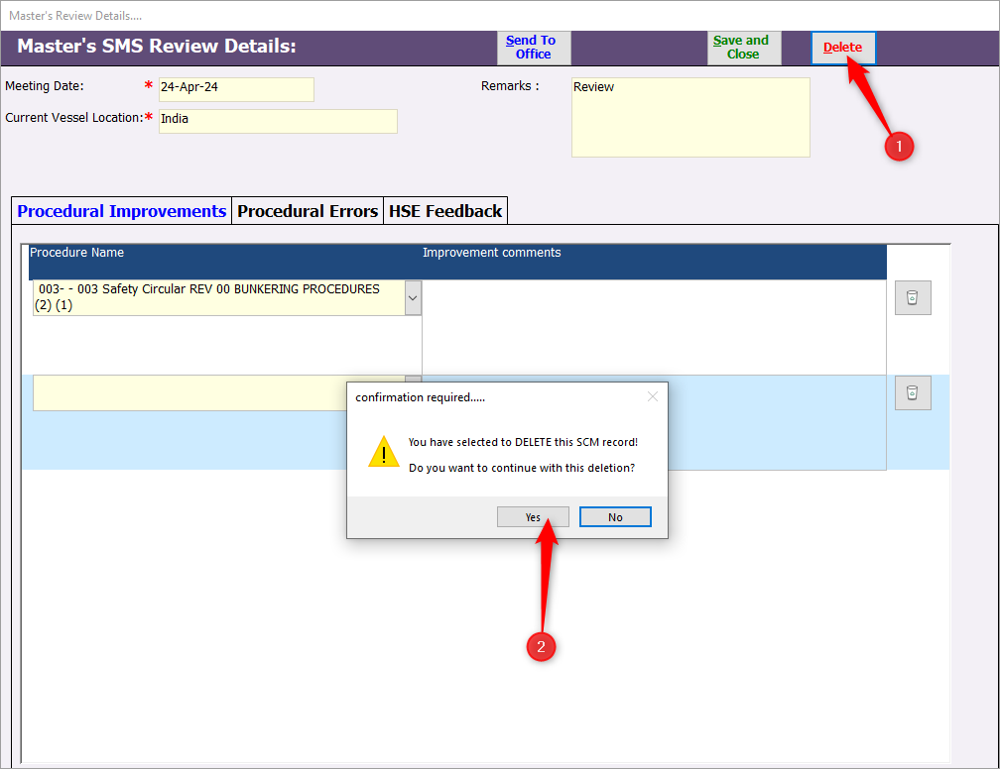 Master's Review Details....
Master's SMS Review Details:
Send To
Office
Save and
Close
Delete
Meeting Date:
*
24-Apr-24
Remarks :
Review
Current Vessel Location:*
India
1
Procedural Improvements
Procedural Errors
HSE Feedback
Procedure Name
Improvement comments
003- - 003 Safety Circular REV 00 BUNKERING PROCEDURES
(2) (1)
confirmation required.....
You have selected to DELETE this SCM record!
Do you want to continue with this deletion?
Yes
No
2